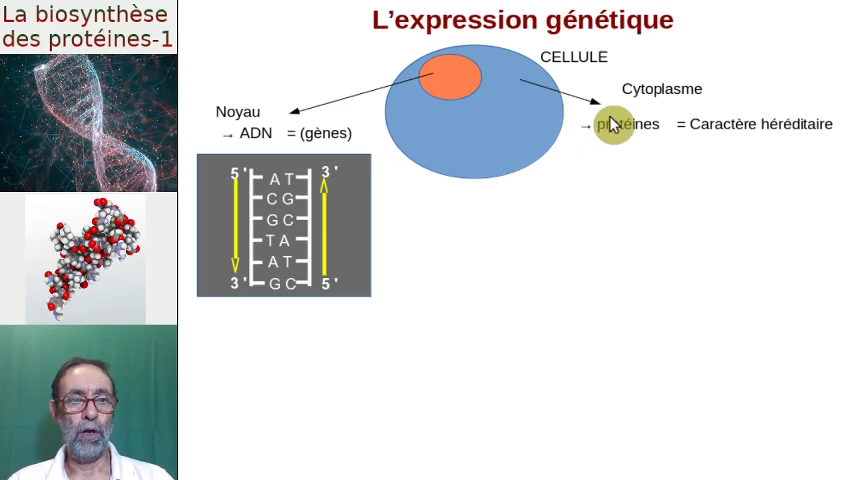 La biosynthèse
des protéines-1
L'expression génétique
CELLULE
Cytoplasme
→ protéines = Caractère héréditaire
Noyau
→ ADN = (gènes)
5' 3'
A T
C G
G C
T A
A T
G C
3' 5'